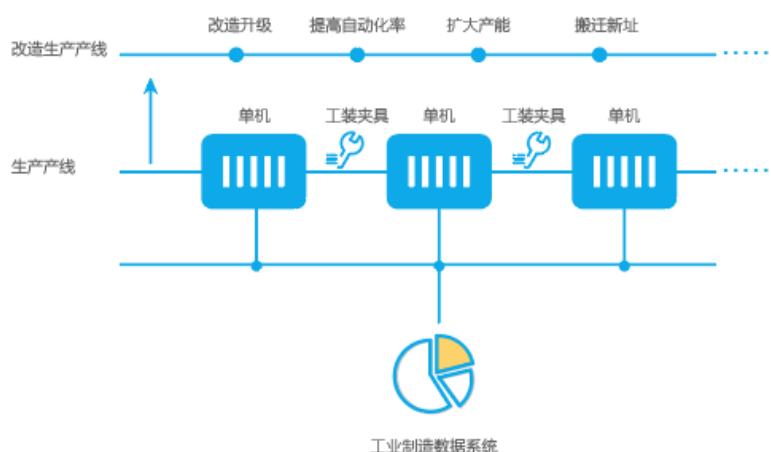 改造升级 提高自动化率 扩大产能 搬迁新址
改造生产产线
单机 工装夹具 单机 工装夹具 单机
生产产线
工业制造数据系统